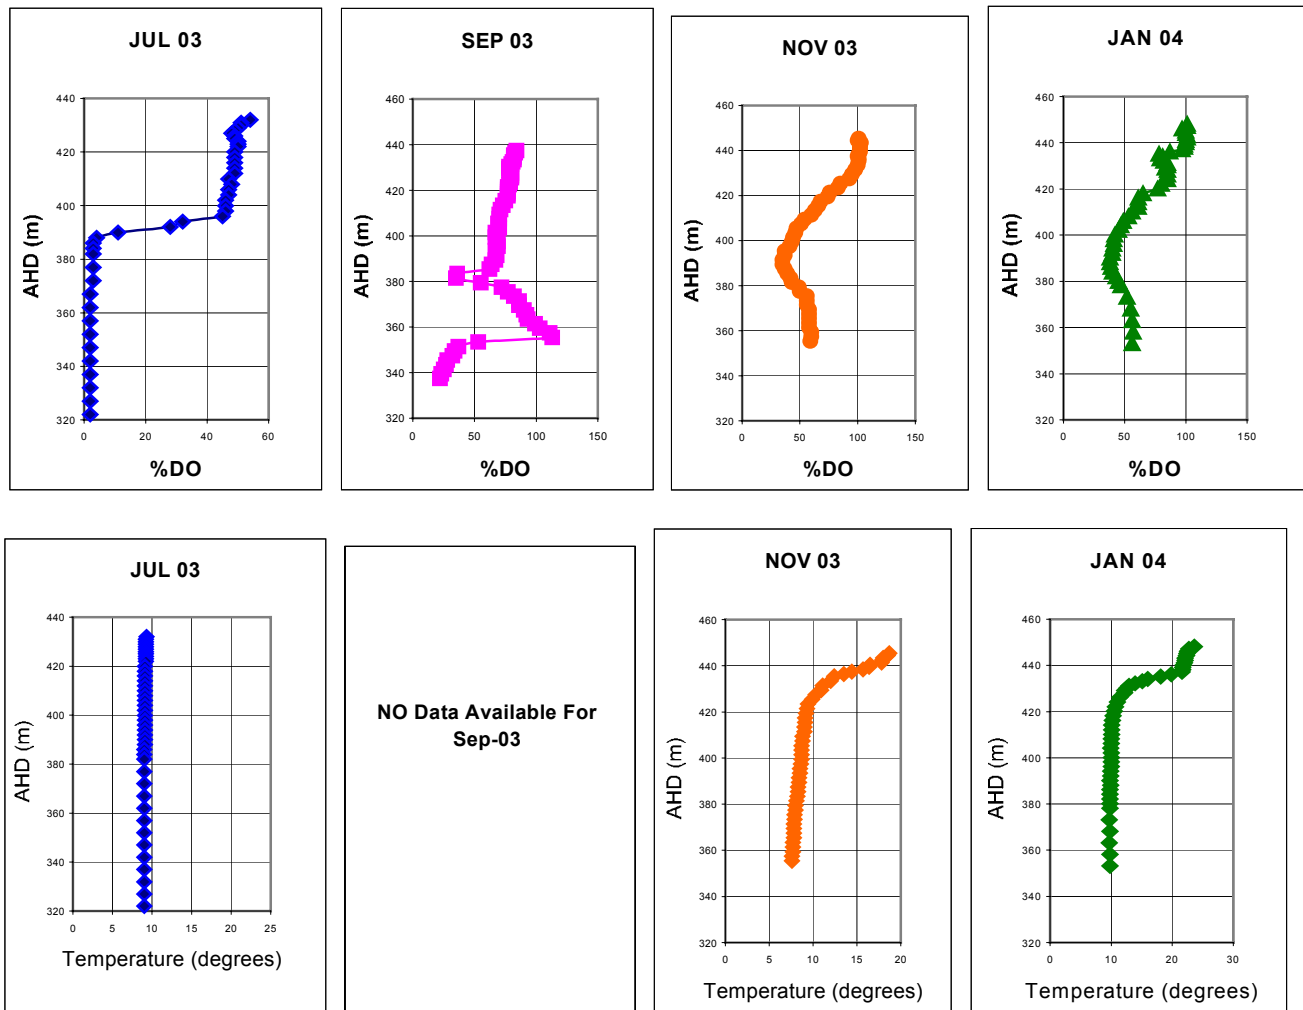 JUL 03
440
420
400
380
360
340
320
0 20 40 60
AHD (m)
%DO
SEP 03
460
440
420
400
380
360
340
320
0 50 100 150
AHD (m)
%DO
NOV 03
460
440
420
400
380
360
340
320
0 50 100 150
AHD (m)
%DO
JAN 04
460
440
420
400
380
360
340
320
0 50 100 150
AHD (m)
%DO
JUL 03
440
420
400
380
360
340
320
0 5 10 15 20 25
AHD (m)
Temperature (degrees)
NO Data Available For
Sep-03
NOV 03
460
440
420
400
380
360
340
320
0 5 10 15 20
AHD (m)
Temperature (degrees)
JAN 04
460
440
420
400
380
360
340
320
0 10 20 30
AHD (m)
Temperature (degrees)